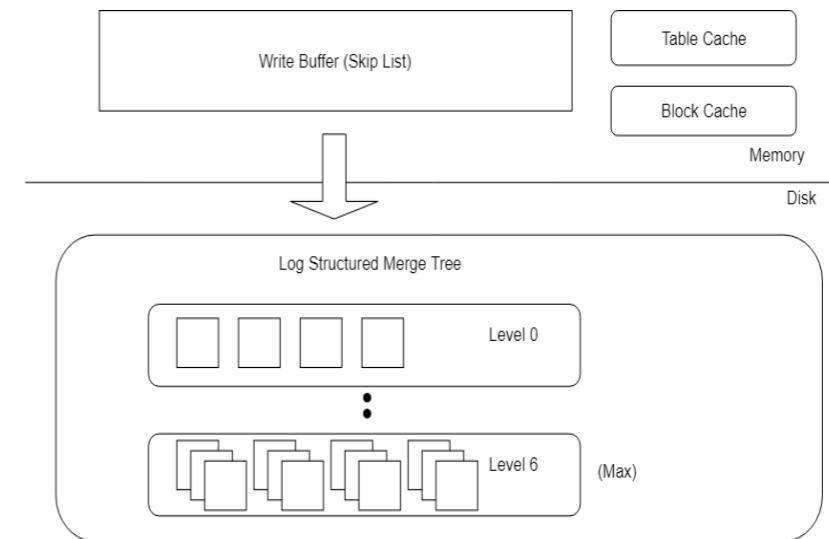 Write Buffer (Skip List)
Table Cache
Block Cache
Memory
Disk
Log Structured Merge Tree
Level 0
Level 6
(Max)